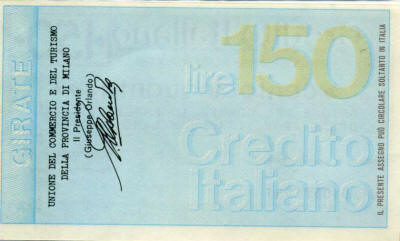 GIRATE
UNIONE DEL COMMERCIO E DEL TURISMO
DELLA PROVINCIA DI MILANO
Il Presidente
(Giuseppe Orlando)
lire 150
Credito
Italiano
IL PRESENTE ASSEGNO PUÒ CIRCOLARE SOLTANTO IN ITALIA